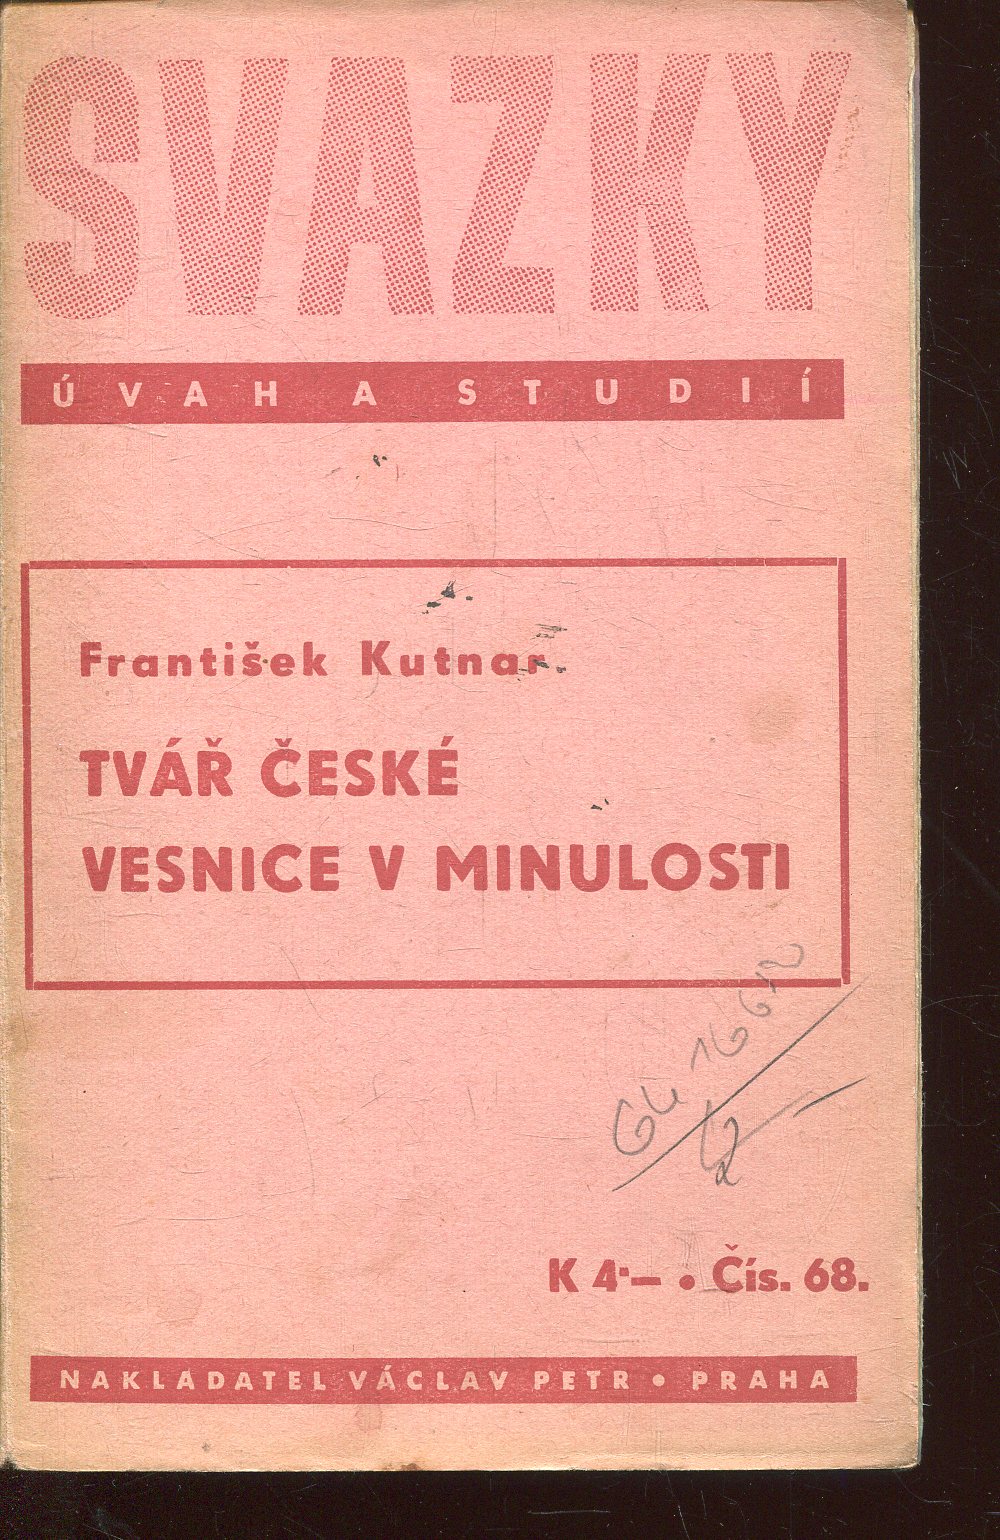 SVAZKY
ÚVAH A STUDIÍ
František Kutnar
TVÁŘ ČESKÉ
VESNICE V MINULOSTI
K 4·— • Čís. 68.
NAKLADATEL VÁCLAV PETR • PRAHA